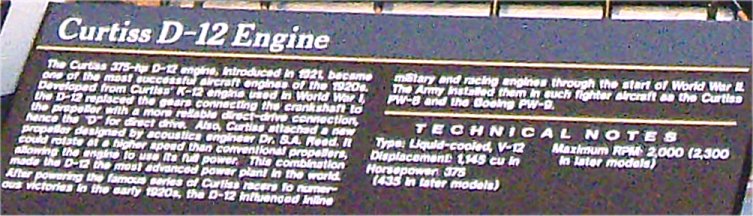 Curtiss D-12 Engine
The Curtiss 375-hp D-12 engine, introduced in 1921, became
one of the most successful aircraft engines of the 1920s.
Developed from Curtiss' K-12 engine used in World War I,
the D-12 replaced the gears connecting the crankshaft to
the propeller with a more reliable direct-drive connection,
hence the "D" for direct drive. Also, Curtiss attached a new
propeller designed by acoustics engineer Dr. S.A. Reed. It
could rotate at a higher speed than conventional propellers,
allowing the engine to use its full power. This combination
made the D-12 the most advanced power plant in the world.
After powering the famous series of Curtiss racers to numer-
ous victories in the early 1920s, the D-12 influenced inline
military and racing engines through the start of World War II.
The Army installed them in such fighter aircraft as the Curtiss
PW-8 and the Boeing PW-9.
TECHNICAL NOTES
Type: Liquid-cooled, V-12
Displacement: 1,145 cu in
Horsepower: 375
(435 in later models)
Maximum RPM: 2,000 (2,300
in later models)